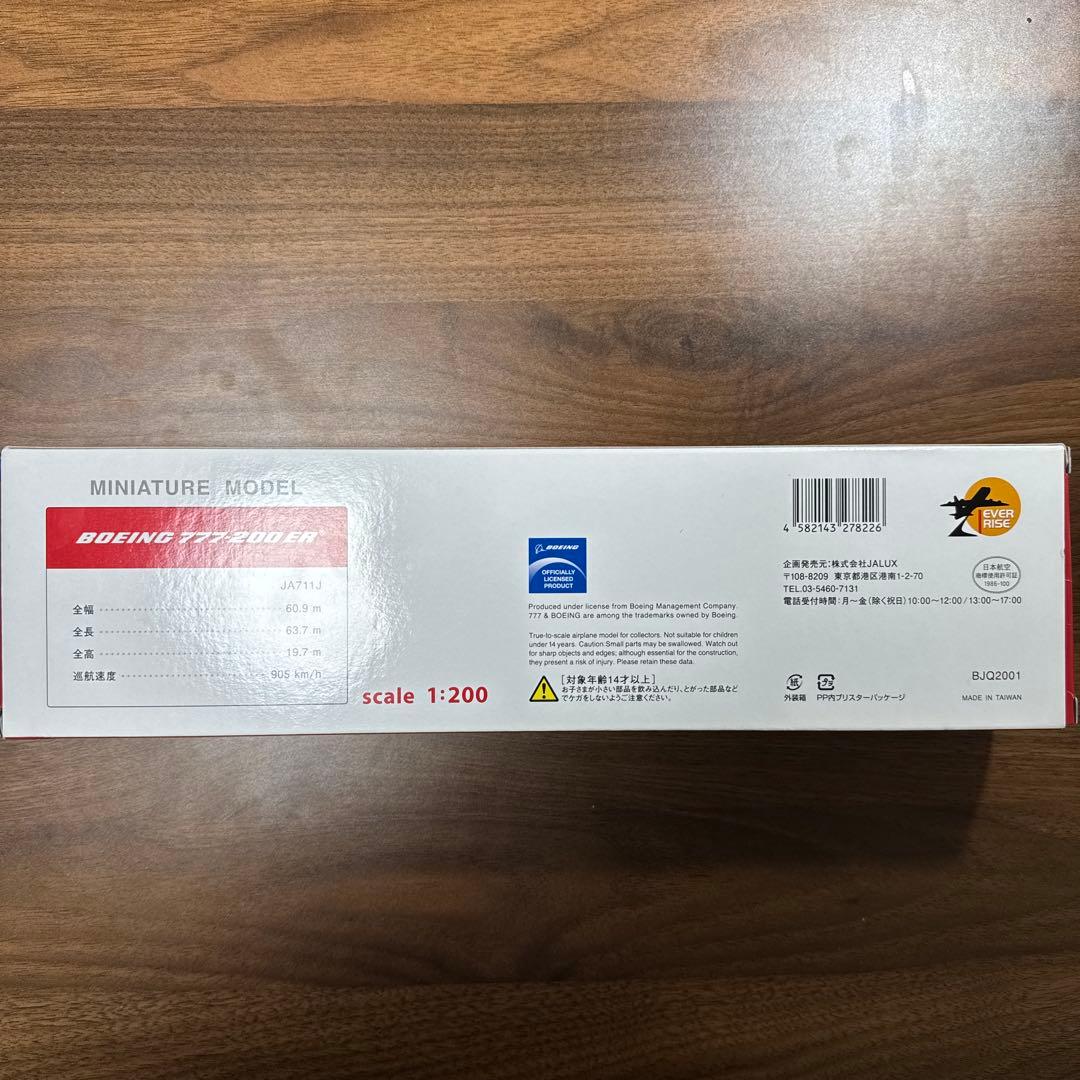 MINIATURE MODEL
BOEING 777-200ER
JA711J
全幅 60.9 m
全長 63.7 m
全高 19.7 m
巡航速度 905 km/h
scale 1:200
BOEING
OFFICIALLY
LICENSED
PRODUCT
Produced under license from Boeing Management Company.
777 & BOEING are among the trademarks owned by Boeing.
True-to-scale airplane model for collectors. Not suitable for children
under 14 years. Caution:Small parts may be swallowed. Watch out
for sharp objects and edges; although essential for the construction,
they present a risk of injury. Please retain these data.
[対象年齢14才以上]
お子さまが小さい部品を飲み込んだり、とがった部品など
でケガをしないようご注意ください。
4 582143 278226
EVER
RISE
企画発売元:株式会社JALUX
〒108-8209 東京都港区港南1-2-70
TEL.03-5460-7131
電話受付時間:月〜金(除く祝日)10:00〜12:00/13:00〜17:00
日本航空
商標使用許可証
1986-100
紙
外装箱
プラ
PP内ブリスターパッケージ
BJQ2001
MADE IN TAIWAN